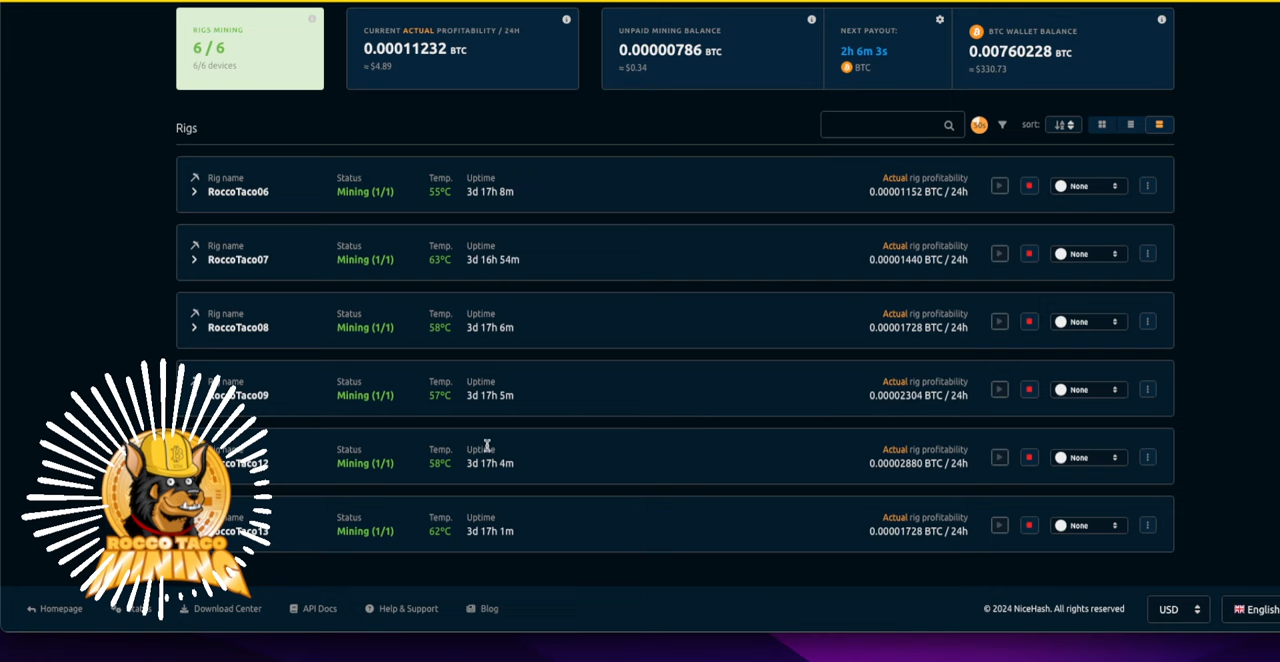 RIGS MINING
6 / 6
6/6 devices
CURRENT ACTUAL PROFITABILITY / 24H
0.00011232 BTC
≈ $4.89
UNPAID MINING BALANCE
0.00000786 BTC
≈ $0.34
NEXT PAYOUT:
2h 6m 3s
BTC
BTC WALLET BALANCE
0.00760228 BTC
≈ $330.73
Rigs
50s
sort:
Rig name Status Temp. Uptime Actual rig profitability
RoccoTaco06 Mining (1/1) 55°C 3d 17h 8m 0.00001152 BTC / 24h None
Rig name Status Temp. Uptime Actual rig profitability
RoccoTaco07 Mining (1/1) 63°C 3d 16h 54m 0.00001440 BTC / 24h None
Rig name Status Temp. Uptime Actual rig profitability
RoccoTaco08 Mining (1/1) 58°C 3d 17h 6m 0.00001728 BTC / 24h None
name Status Temp. Uptime Actual rig profitability
Taco09 Mining (1/1) 57°C 3d 17h 5m 0.00002304 BTC / 24h None
Status Temp. Uptime Actual rig profitability
Taco12 Mining (1/1) 58°C 3d 17h 4m 0.00002880 BTC / 24h None
name Status Temp. Uptime Actual rig profitability
Taco13 Mining (1/1) 62°C 3d 17h 1m 0.00001728 BTC / 24h None
ROCCO TACO
MINING
Homepage Download Center API Docs Help & Support Blog © 2024 NiceHash. All rights reserved USD English